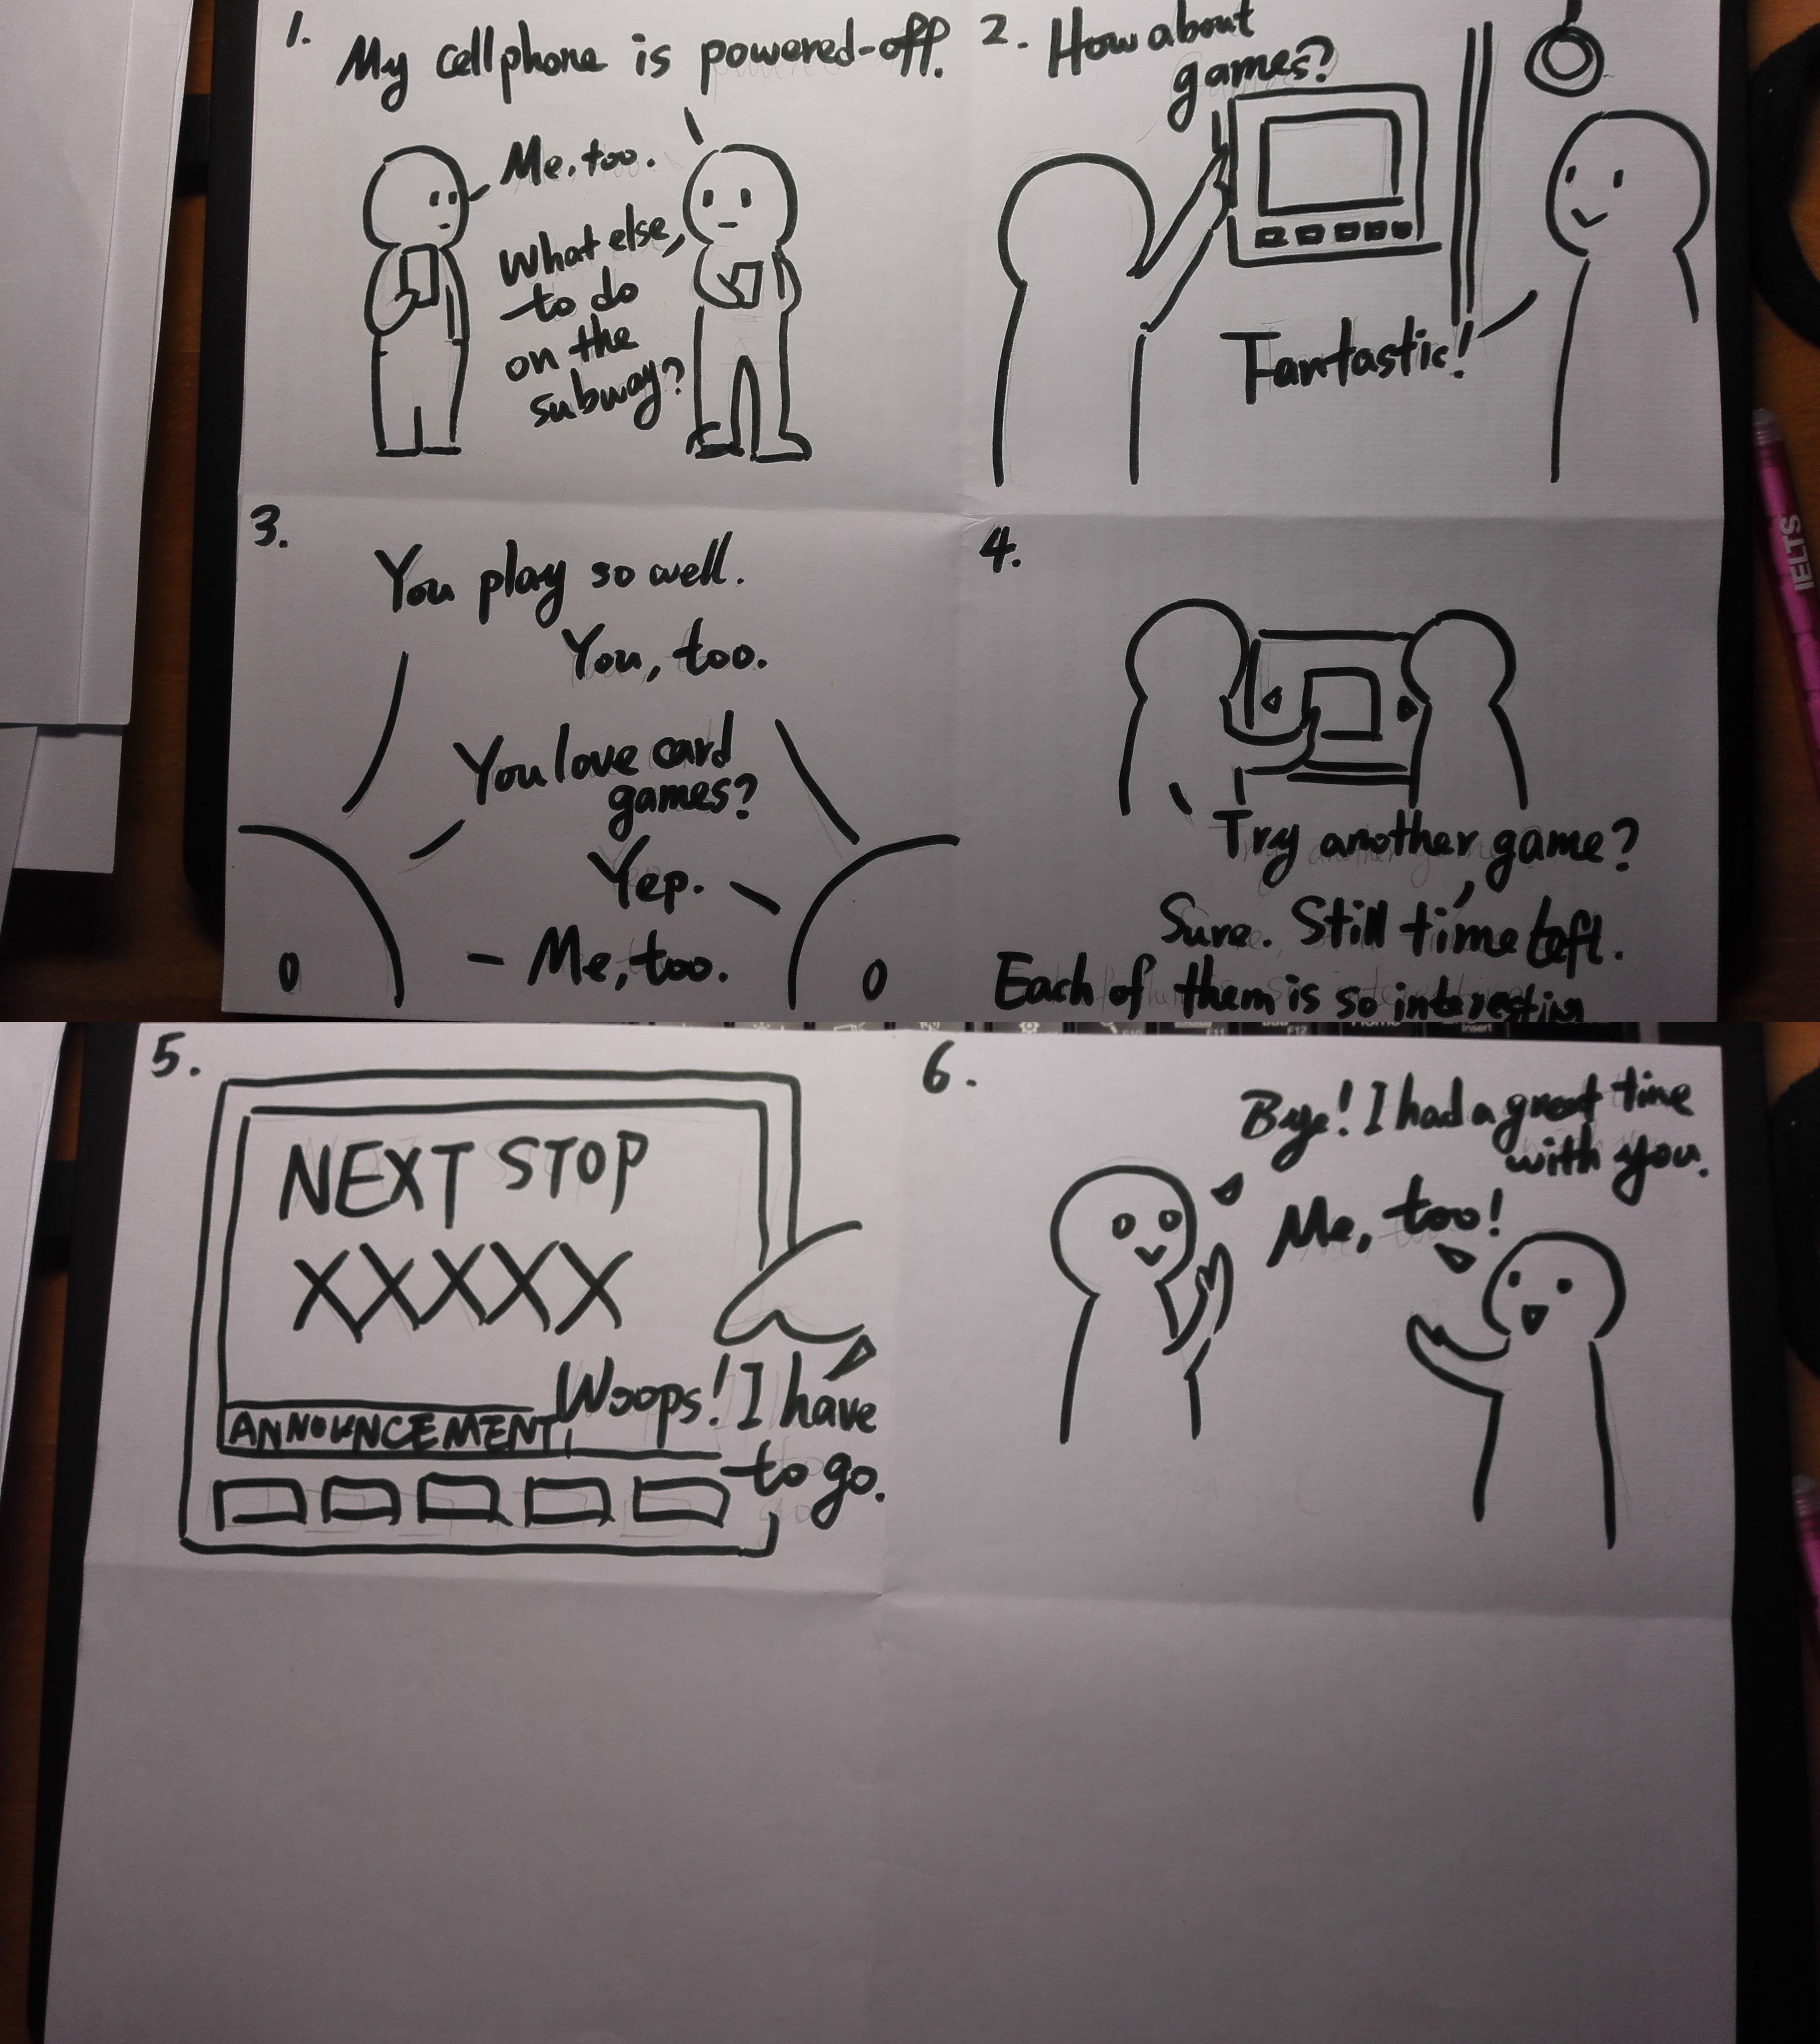 1.
My cellphone is powered-off.
Me, too.
What else
to do
on the
subway?
2. How about
games?
Fantastic!
3.
You play so well.
You, too.
You love card
games?
Yep.
Me, too.
4.
Try another game?
Sure. Still time left.
Each of them is so interesting
IELTS
5.
NEXT STOP
XXXXX
ANNOUNCEMENT
Woops! I have
to go.
6.
Bye! I had a great time
with you.
Me, too!